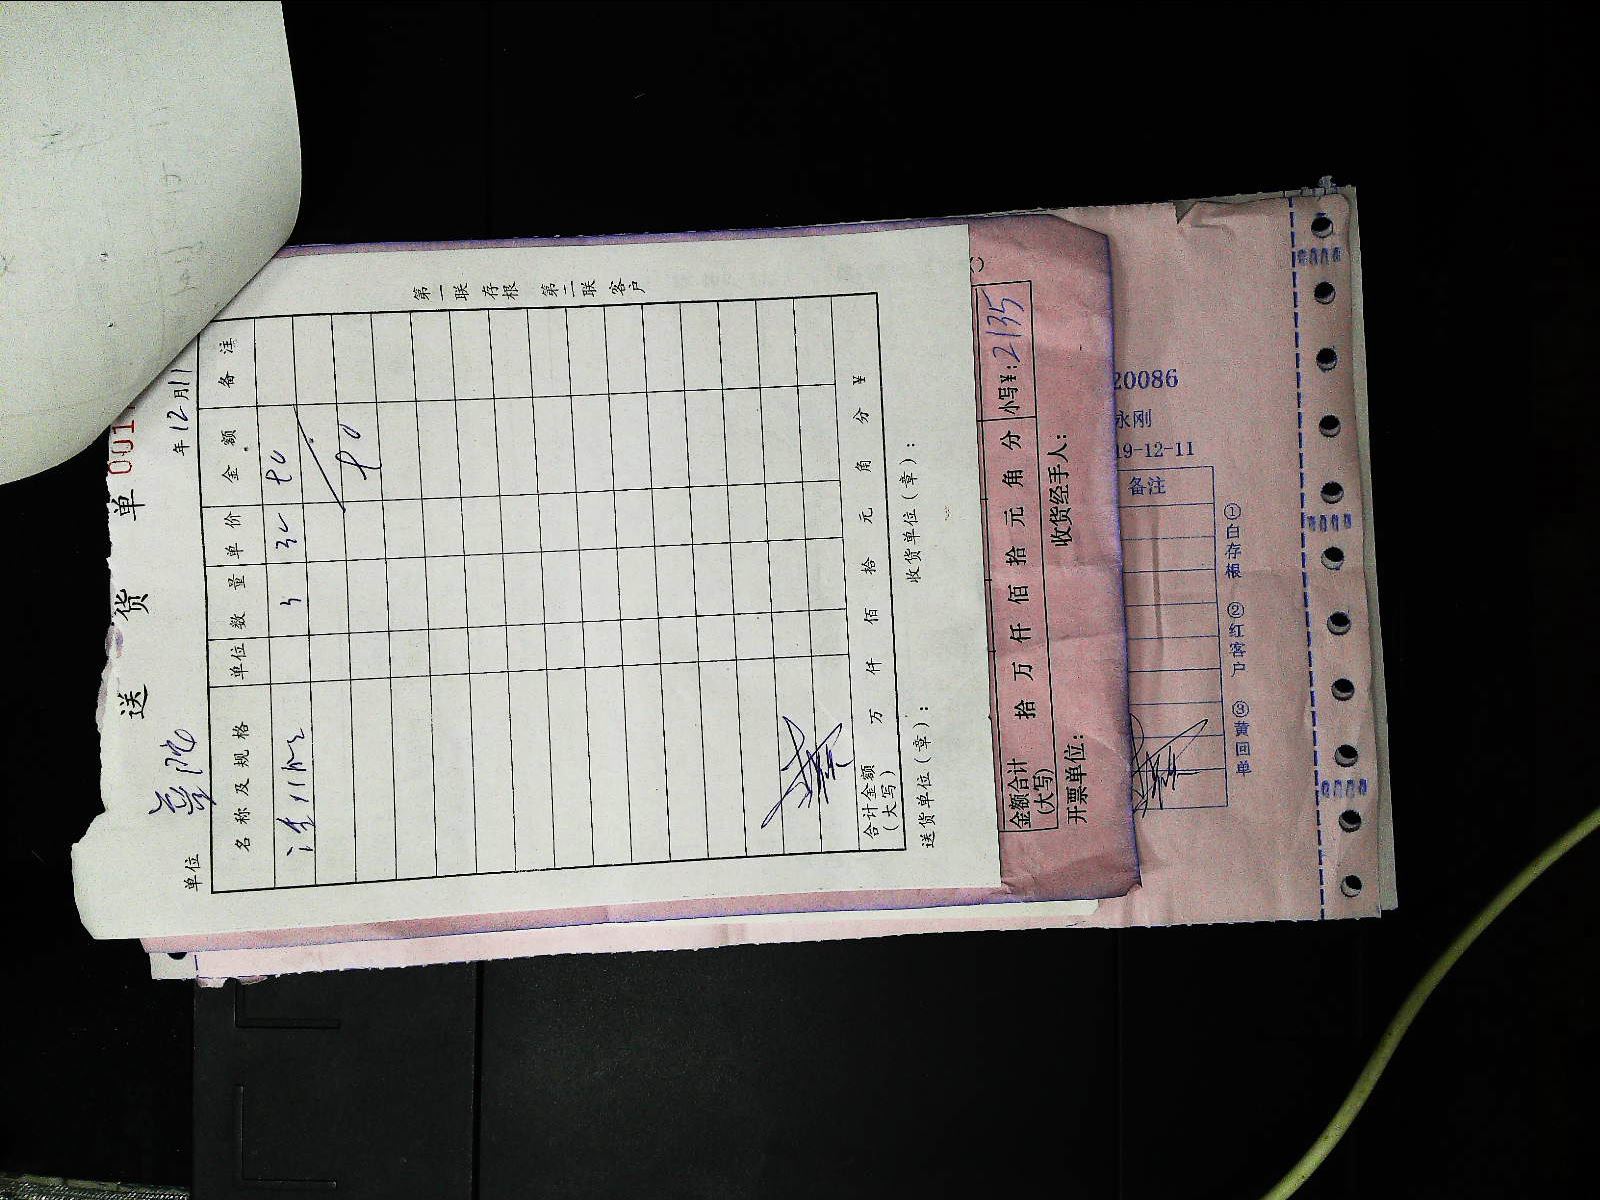 送 货 单 001
单位
年12月11
名 称 及 规 格 单位 数 量 单 价 金 额 备 注
3
合计金额
(大写) 万 仟 佰 拾 元 角 分 ¥
送货单位(章): 收货单位(章):
第一联 存根 第二联 客户
金额合计
(大写) 拾 万 仟 佰 拾 元 角 分 小写¥: 2135
开票单位: 收货经手人:
20086
永刚
19-12-11
备注
①白存根 ②红客户 ③黄回单